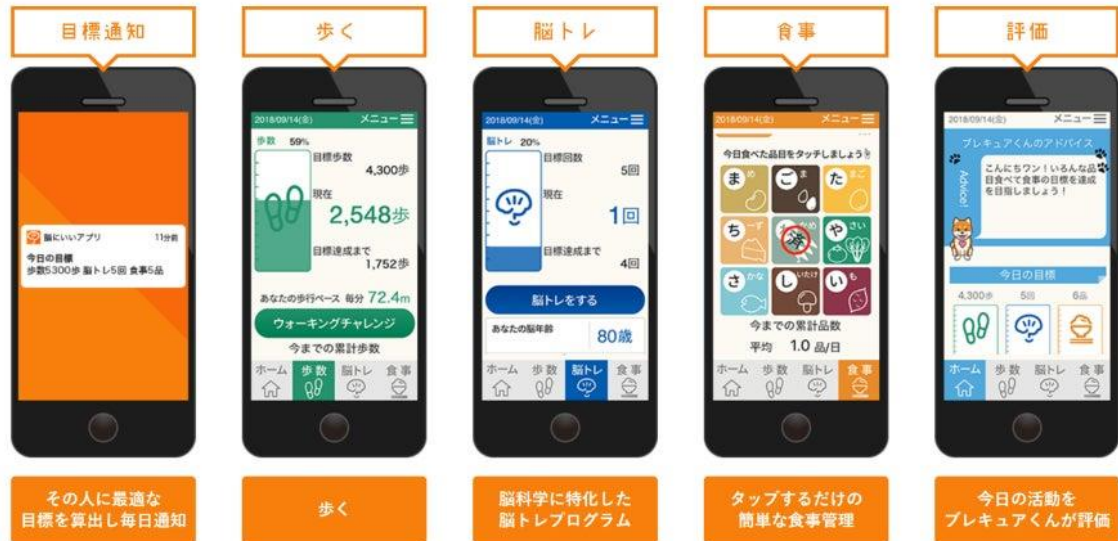 目標通知
歩く
脳トレ
食事
評価
脳にいいアプリ
11分前
今日の目標
歩数5300歩 脳トレ5回 食事5品
2018/09/14(金)
メニュー
歩数 59%
目標歩数
4,300歩
現在
2,548歩
目標達成まで
1,752歩
あなたの歩行ペース 毎分 72.4m
ウォーキングチャレンジ
今までの累計歩数
ホーム 歩数 脳トレ 食事
2018/09/14(金)
メニュー
脳トレ 20%
目標回数
5回
現在
1回
目標達成まで
4回
脳トレをする
あなたの脳年齢
80歳
ホーム 歩数 脳トレ 食事
2018/09/14(金)
メニュー
今日食べた品目をタッチしましょう
まめ
ごま
たまご
ちーず
わかめ
海
やさい
さかな
しいたけ
いも
今までの累計品数
平均 1.0 品/日
ホーム 歩数 脳トレ 食事
2018/09/14(金)
メニュー
ブレキュアくんのアドバイス
Advice!
こんにちワン！いろんな品
目食べて食事の目標を達成
を目指しましょう！
今日の目標
4,300歩 5回 6品
ホーム 歩数 脳トレ 食事
その人に最適な
目標を算出し毎日通知
歩く
脳科学に特化した
脳トレプログラム
タップするだけの
簡単な食事管理
今日の活動を
ブレキュアくんが評価